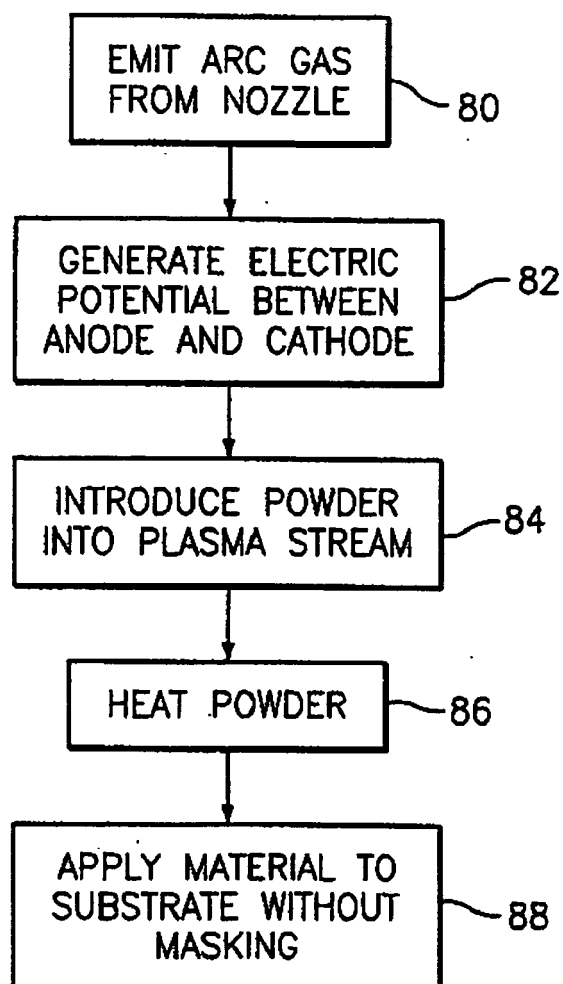 EMIT ARC GAS
FROM NOZZLE
80
GENERATE ELECTRIC
POTENTIAL BETWEEN
ANODE AND CATHODE
82
INTRODUCE POWDER
INTO PLASMA STREAM
84
HEAT POWDER
86
APPLY MATERIAL TO
SUBSTRATE WITHOUT
MASKING
88